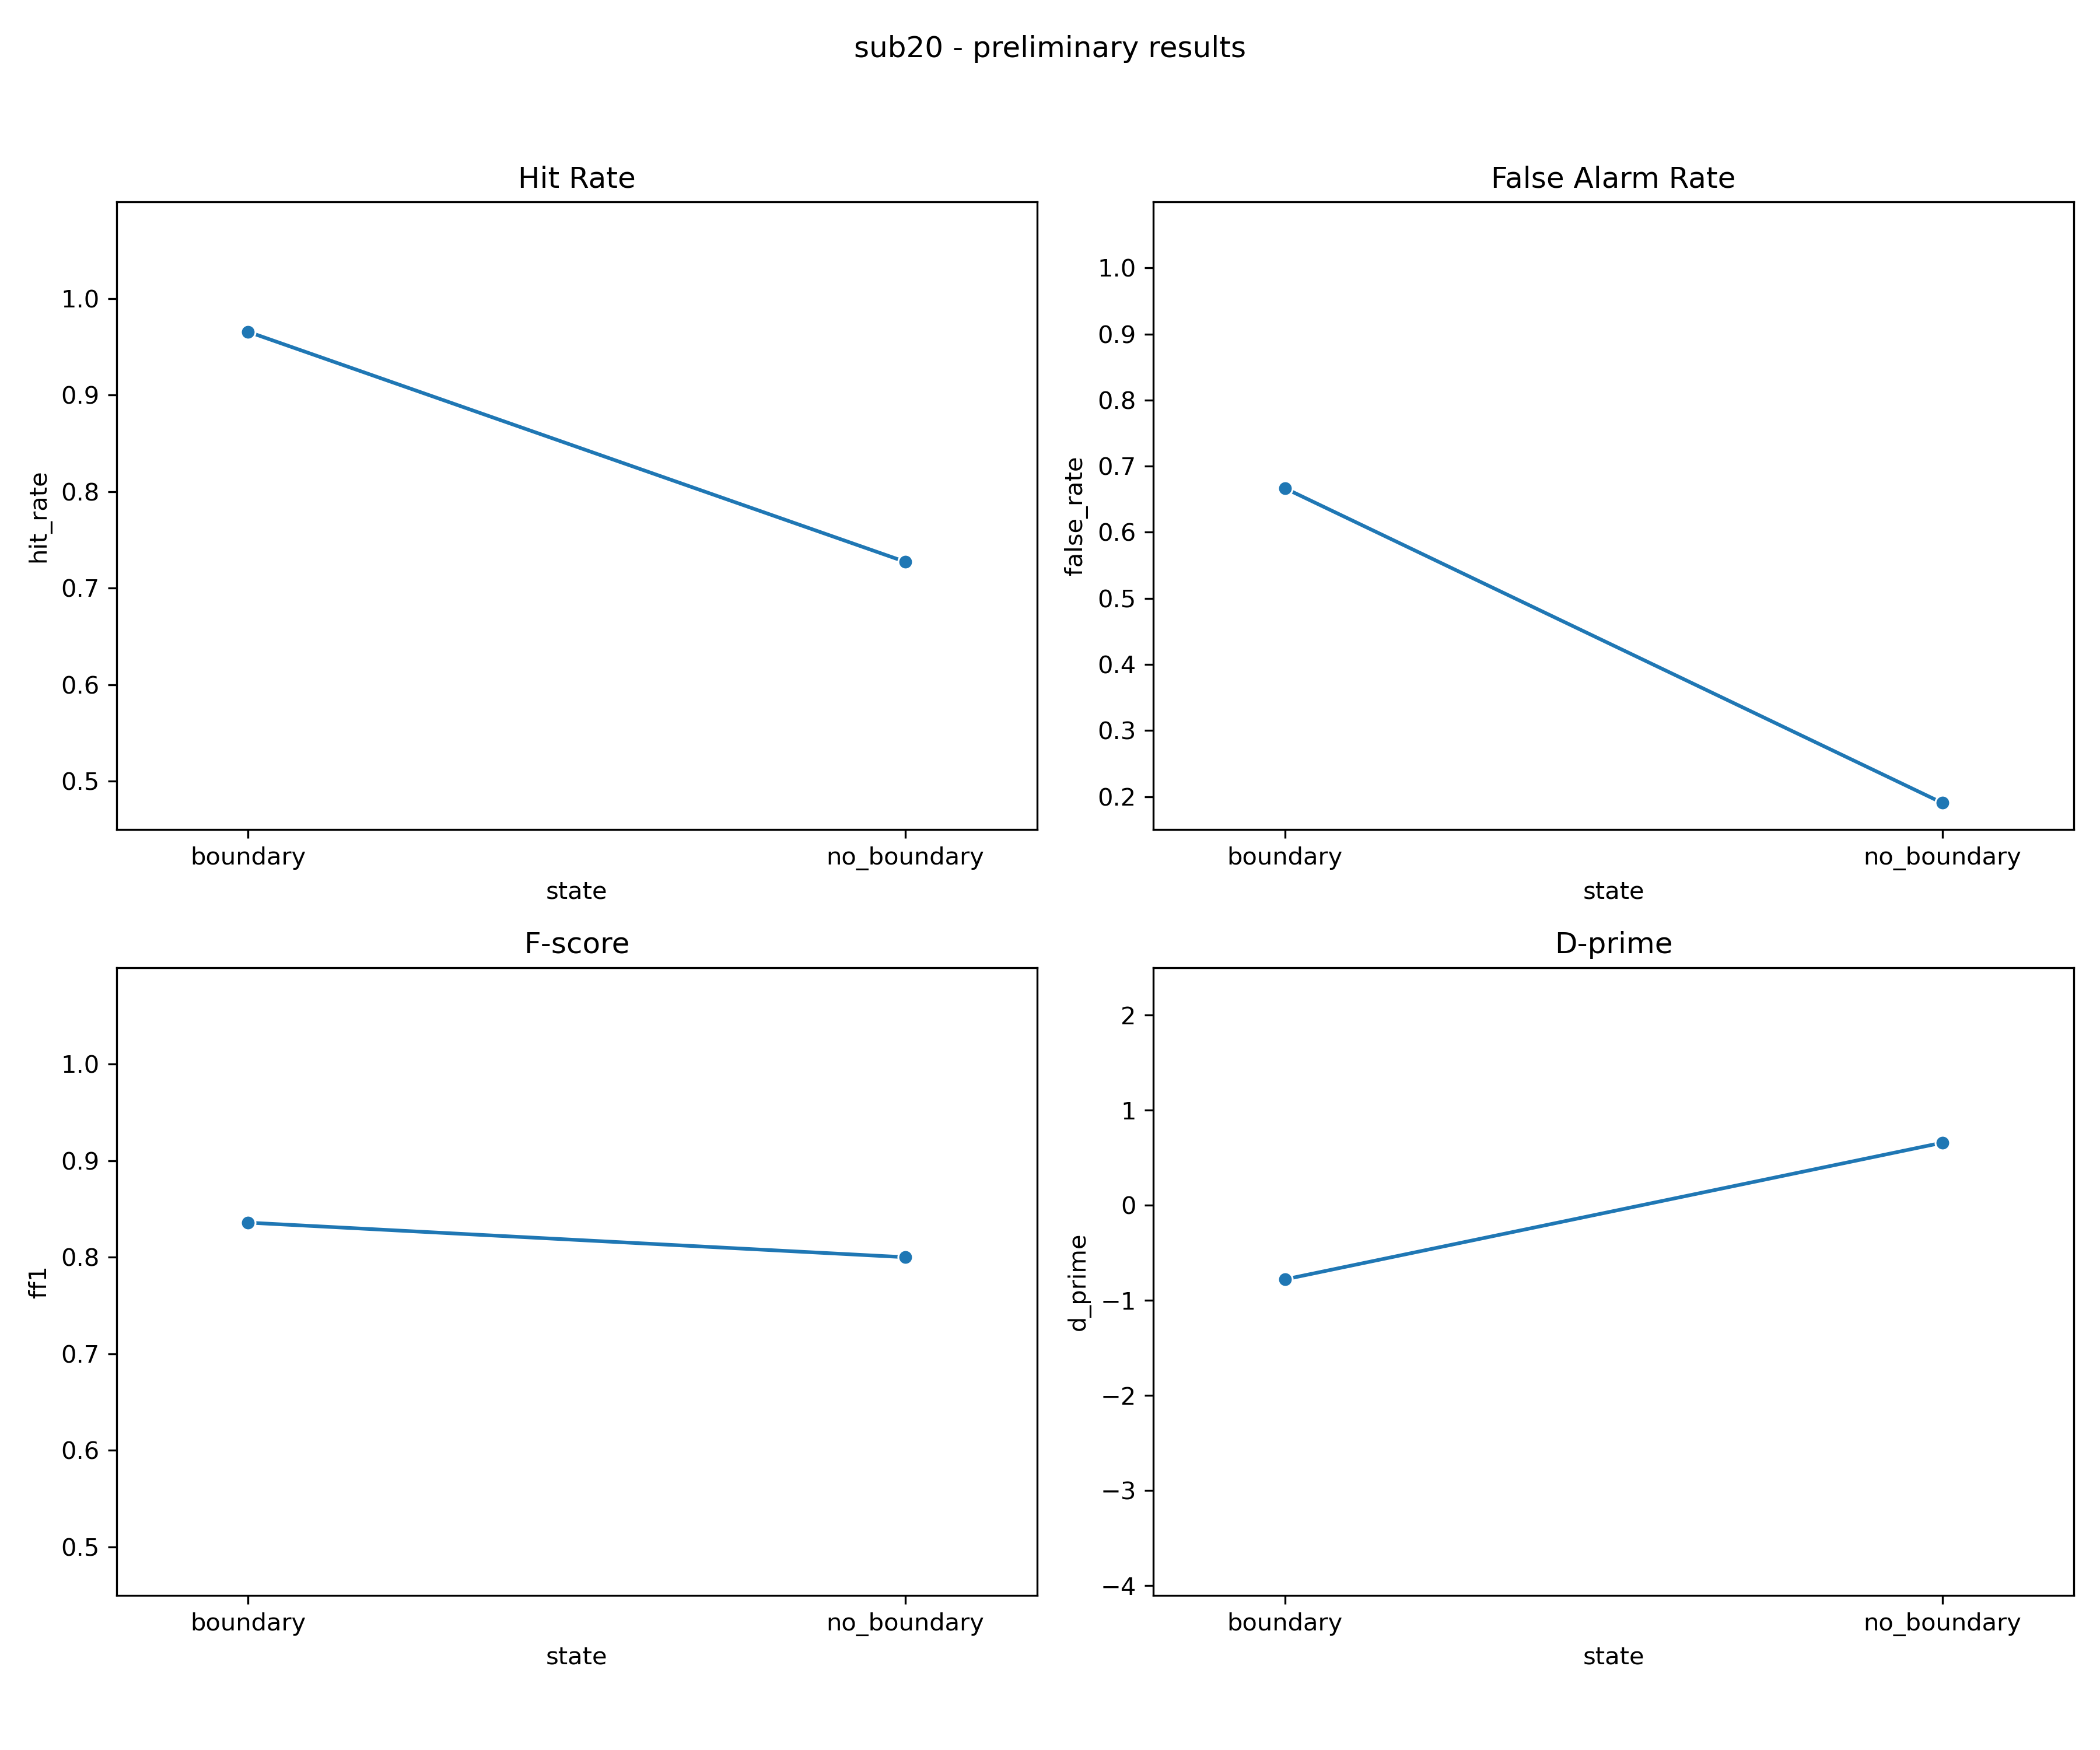 sub20 - preliminary results
Hit Rate
hit_rate
1.0
0.9
0.8
0.7
0.6
0.5
boundary
no_boundary
state
False Alarm Rate
false_rate
1.0
0.9
0.8
0.7
0.6
0.5
0.4
0.3
0.2
boundary
no_boundary
state
F-score
ff1
1.0
0.9
0.8
0.7
0.6
0.5
boundary
no_boundary
state
D-prime
d_prime
2
1
0
−1
−2
−3
−4
boundary
no_boundary
state